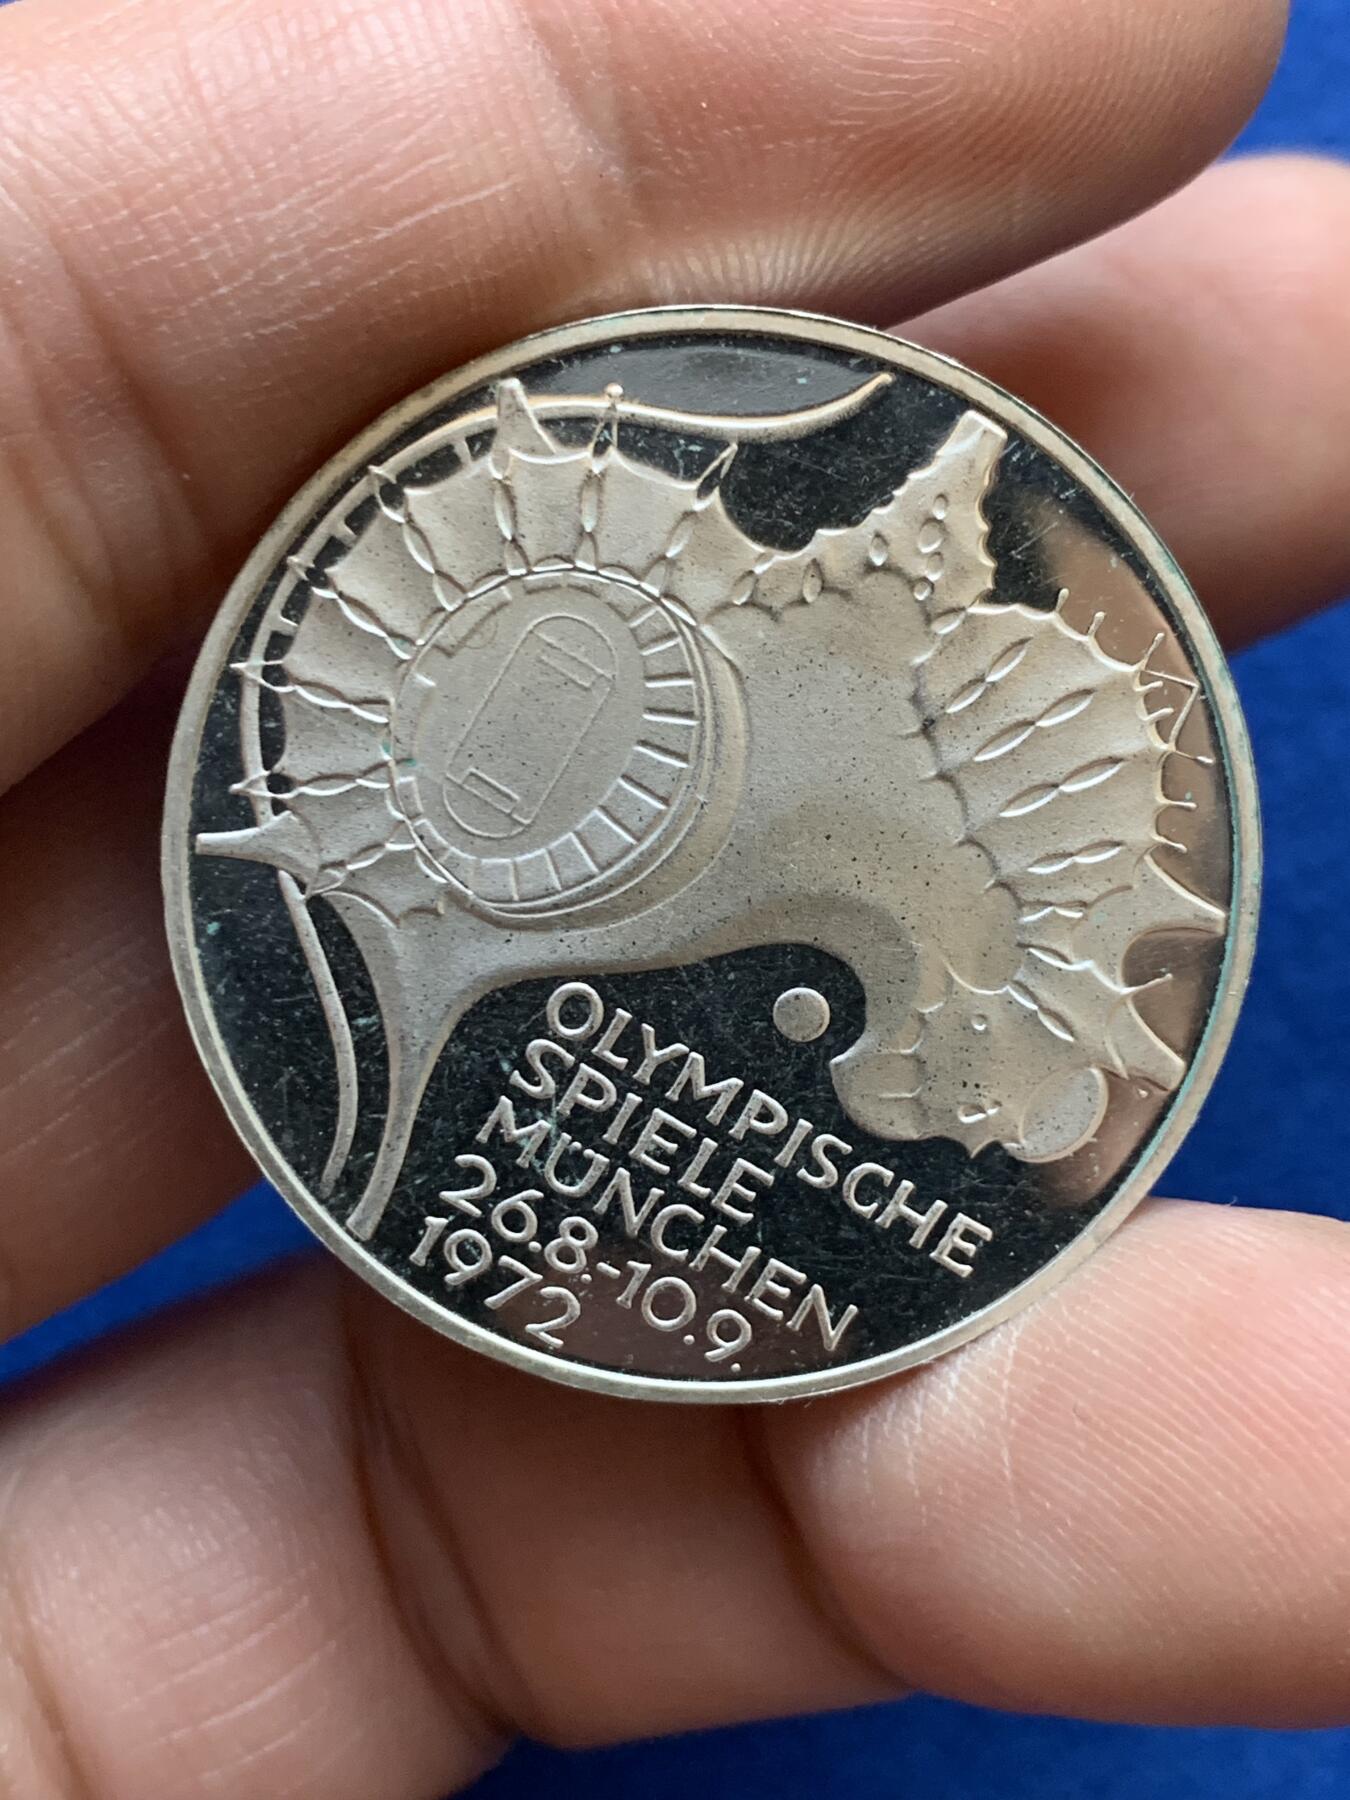 OLYMPISCHE
SPIELE
MÜNCHEN
26.8.-10.9.
1972